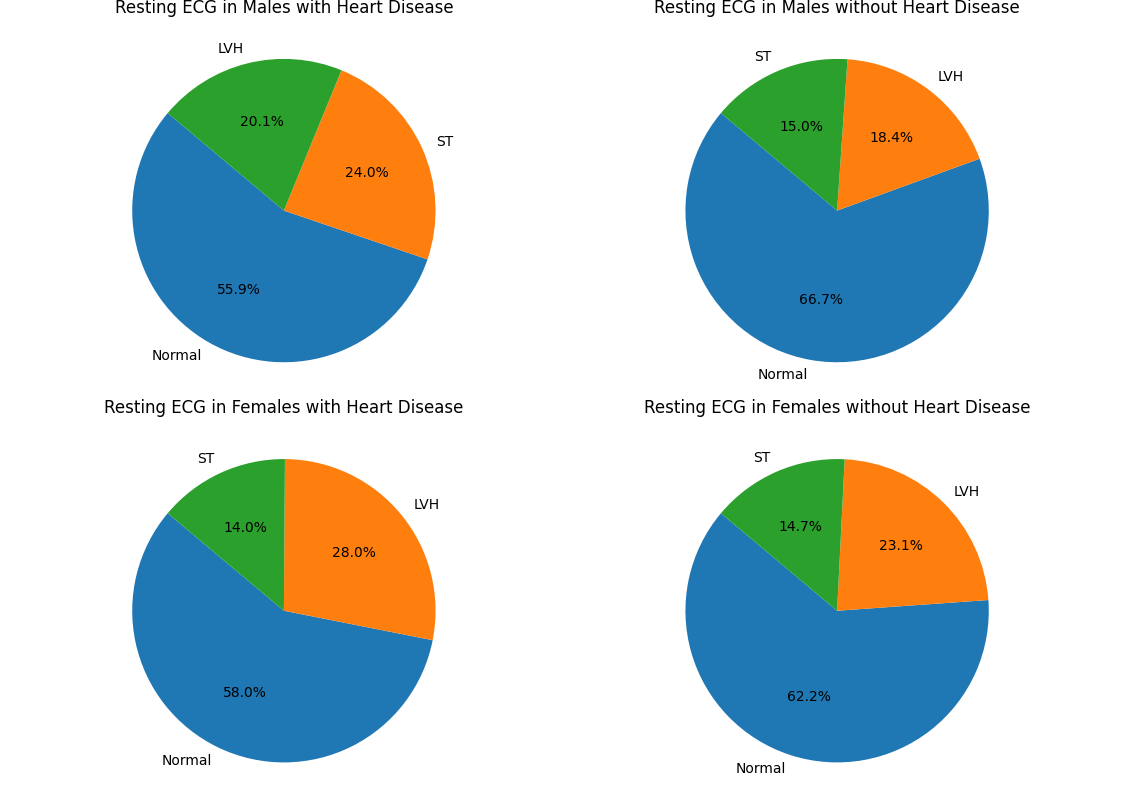 Resting ECG in Males with Heart Disease
LVH
20.1%
ST
24.0%
55.9%
Normal
Resting ECG in Males without Heart Disease
ST
LVH
15.0%
18.4%
66.7%
Normal
Resting ECG in Females with Heart Disease
ST
LVH
14.0%
28.0%
58.0%
Normal
Resting ECG in Females without Heart Disease
ST
LVH
14.7%
23.1%
62.2%
Normal